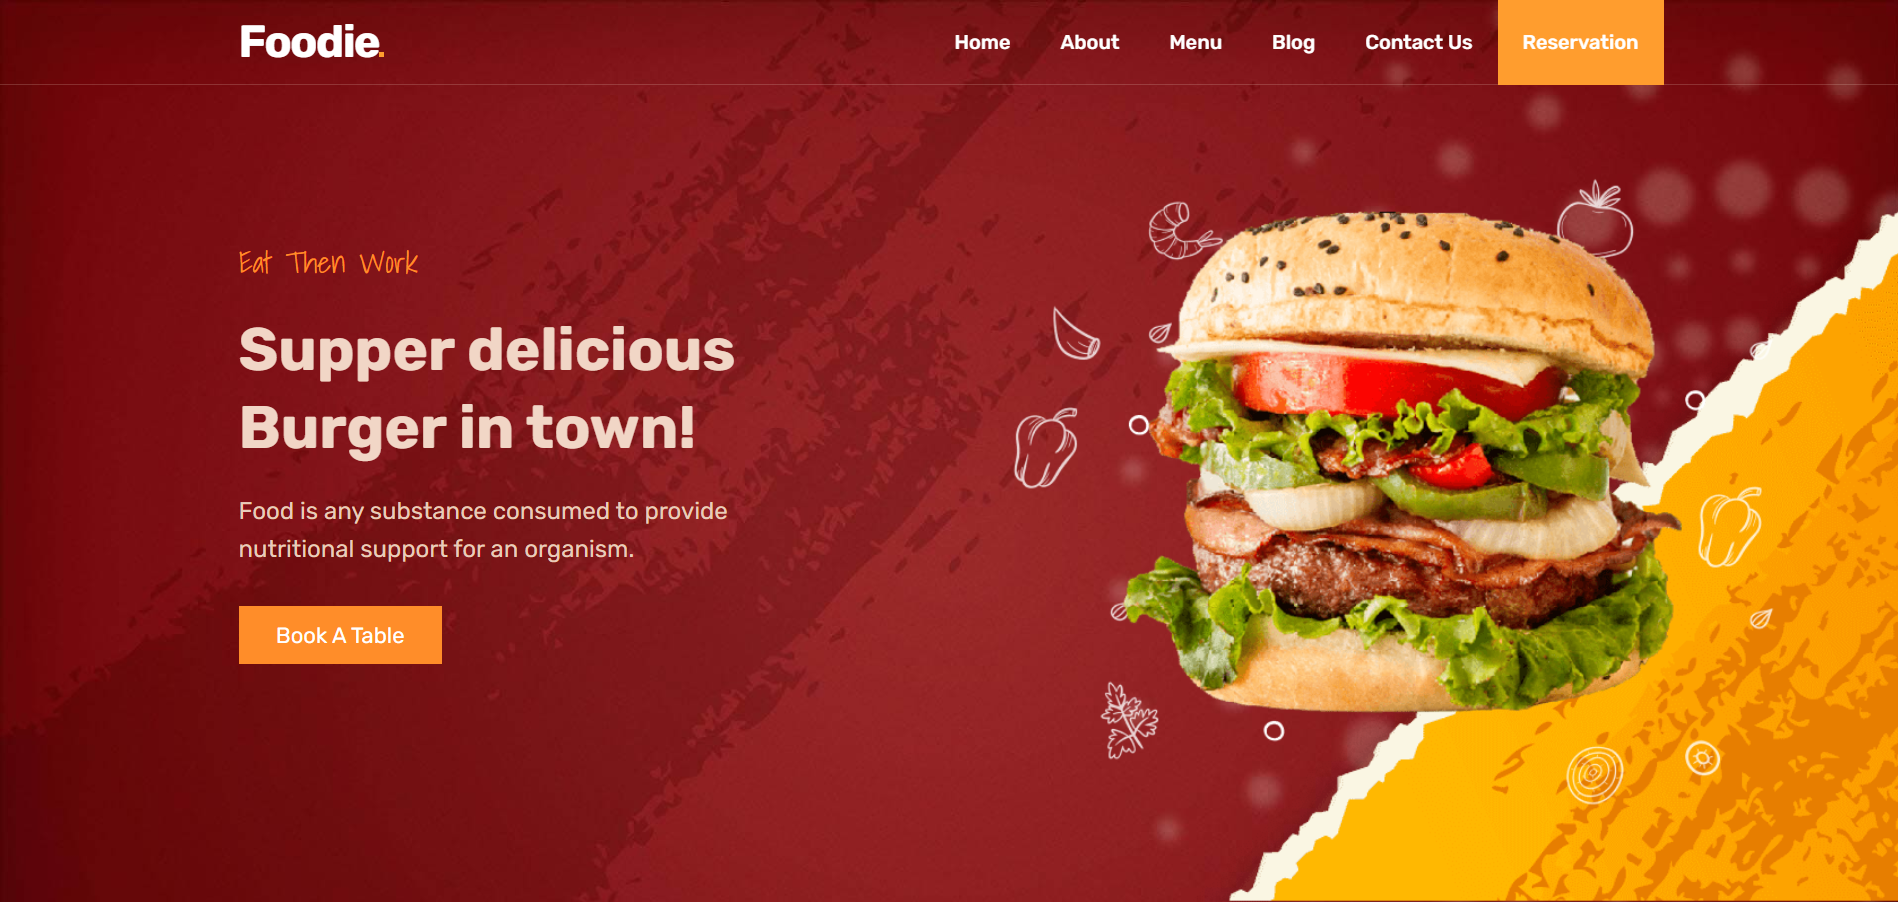 Foodie.
Home About Menu Blog Contact Us Reservation
Eat Then Work
Supper delicious
Burger in town!
Food is any substance consumed to provide
nutritional support for an organism.
Book A Table